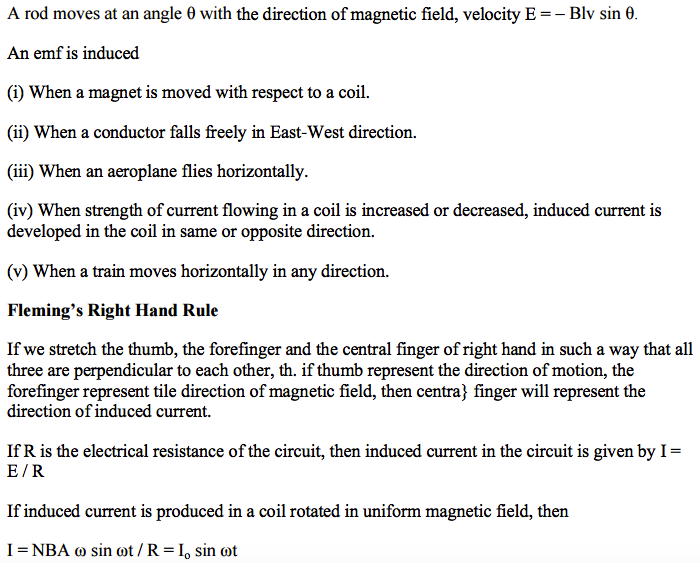 A rod moves at an angle θ with the direction of magnetic field, velocity E = – Blv sin θ.
An emf is induced
(i) When a magnet is moved with respect to a coil.
(ii) When a conductor falls freely in East-West direction.
(iii) When an aeroplane flies horizontally.
(iv) When strength of current flowing in a coil is increased or decreased, induced current is
developed in the coil in same or opposite direction.
(v) When a train moves horizontally in any direction.
Fleming’s Right Hand Rule
If we stretch the thumb, the forefinger and the central finger of right hand in such a way that all
three are perpendicular to each other, th. if thumb represent the direction of motion, the
forefinger represent tile direction of magnetic field, then centra} finger will represent the
direction of induced current.
If R is the electrical resistance of the circuit, then induced current in the circuit is given by I =
E / R
If induced current is produced in a coil rotated in uniform magnetic field, then
I = NBA ω sin ωt / R = Iₒ sin ωt